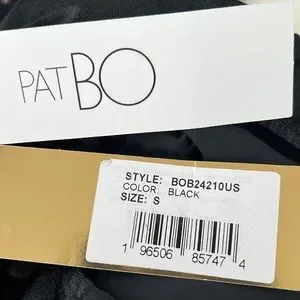 PATBO
STYLE: BOB24210US
COLOR: BLACK
SIZE: S
1 96506 85747 4